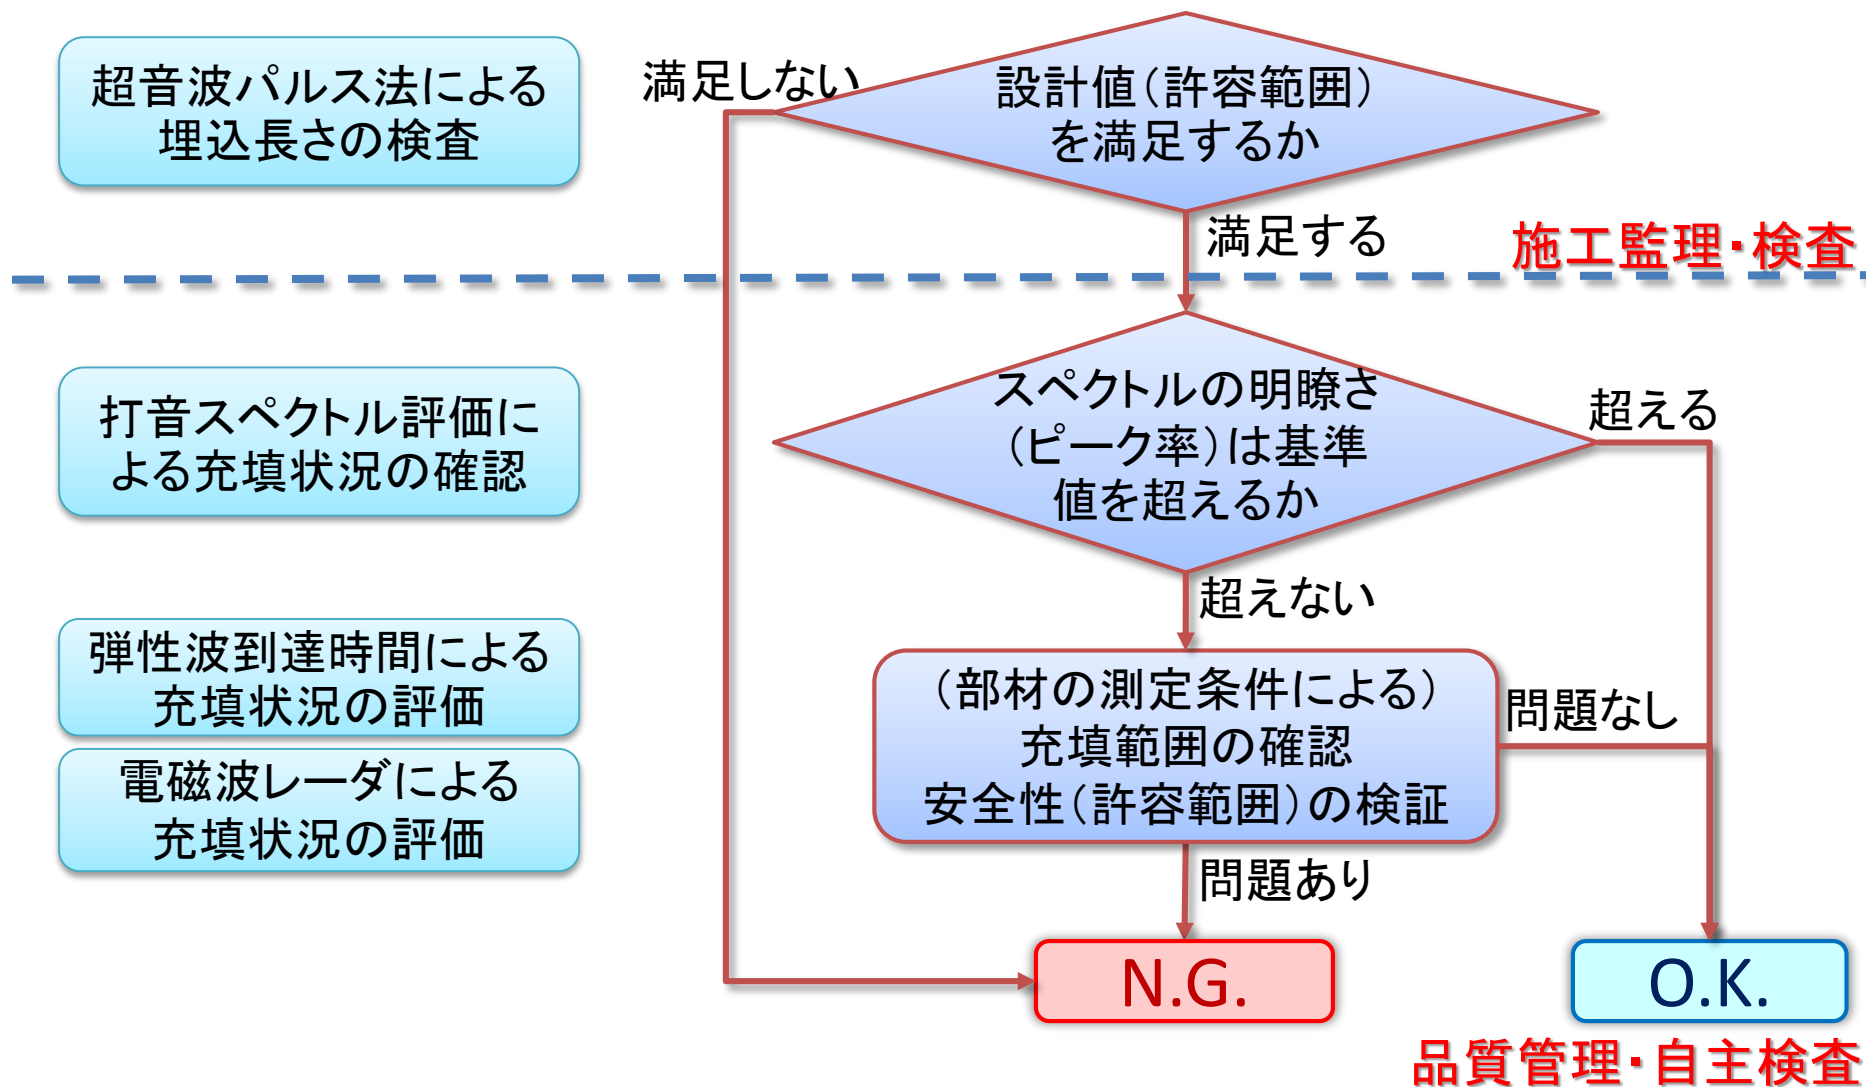 超音波パルス法による
埋込長さの検査
満足しない
設計値(許容範囲)
を満足するか
満足する
施工監理・検査
打音スペクトル評価に
よる充填状況の確認
スペクトルの明瞭さ
(ピーク率)は基準
値を超えるか
超える
超えない
弾性波到達時間による
充填状況の評価
電磁波レーダによる
充填状況の評価
(部材の測定条件による)
充填範囲の確認
安全性(許容範囲)の検証
問題なし
問題あり
N.G.
O.K.
品質管理・自主検査